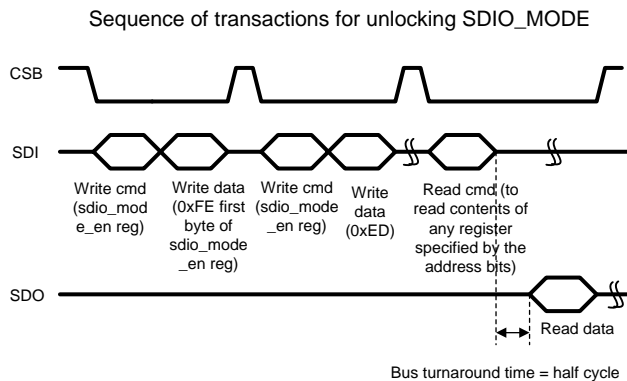 Sequence of transactions for unlocking SDIO_MODE
CSB
SDI
Write cmd
(sdio_mod
e_en reg)
Write data
(0xFE first
byte of
sdio_mode
_en reg)
Write cmd
(sdio_mode
_en reg)
Write
data
(0xED)
Read cmd (to
read contents of
any register
specified by the
address bits)
SDO
Read data
Bus turnaround time = half cycle